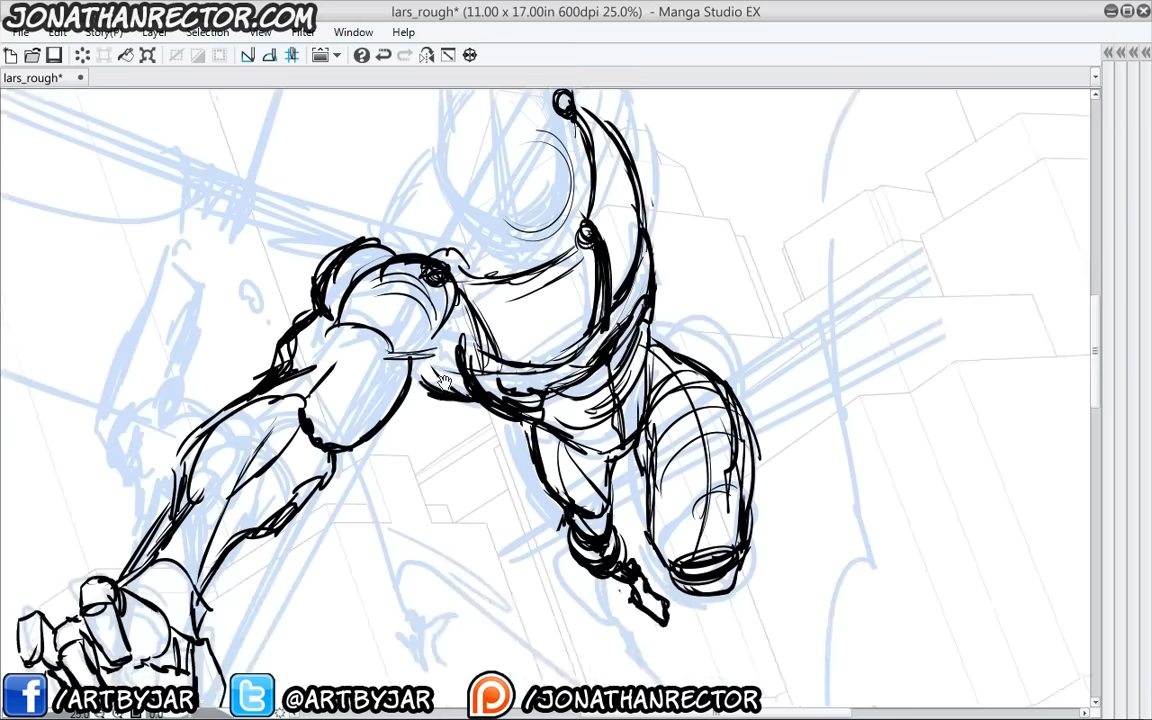 JONATHANRECTOR.COM
lars_rough* (11.00 x 17.00in 600dpi 25.0%) - Manga Studio EX
File Edit Story(P) Layer Select View Filter Window Help
lars_rough*
/ARTBYJAR
@ARTBYJAR
/JONATHANRECTOR